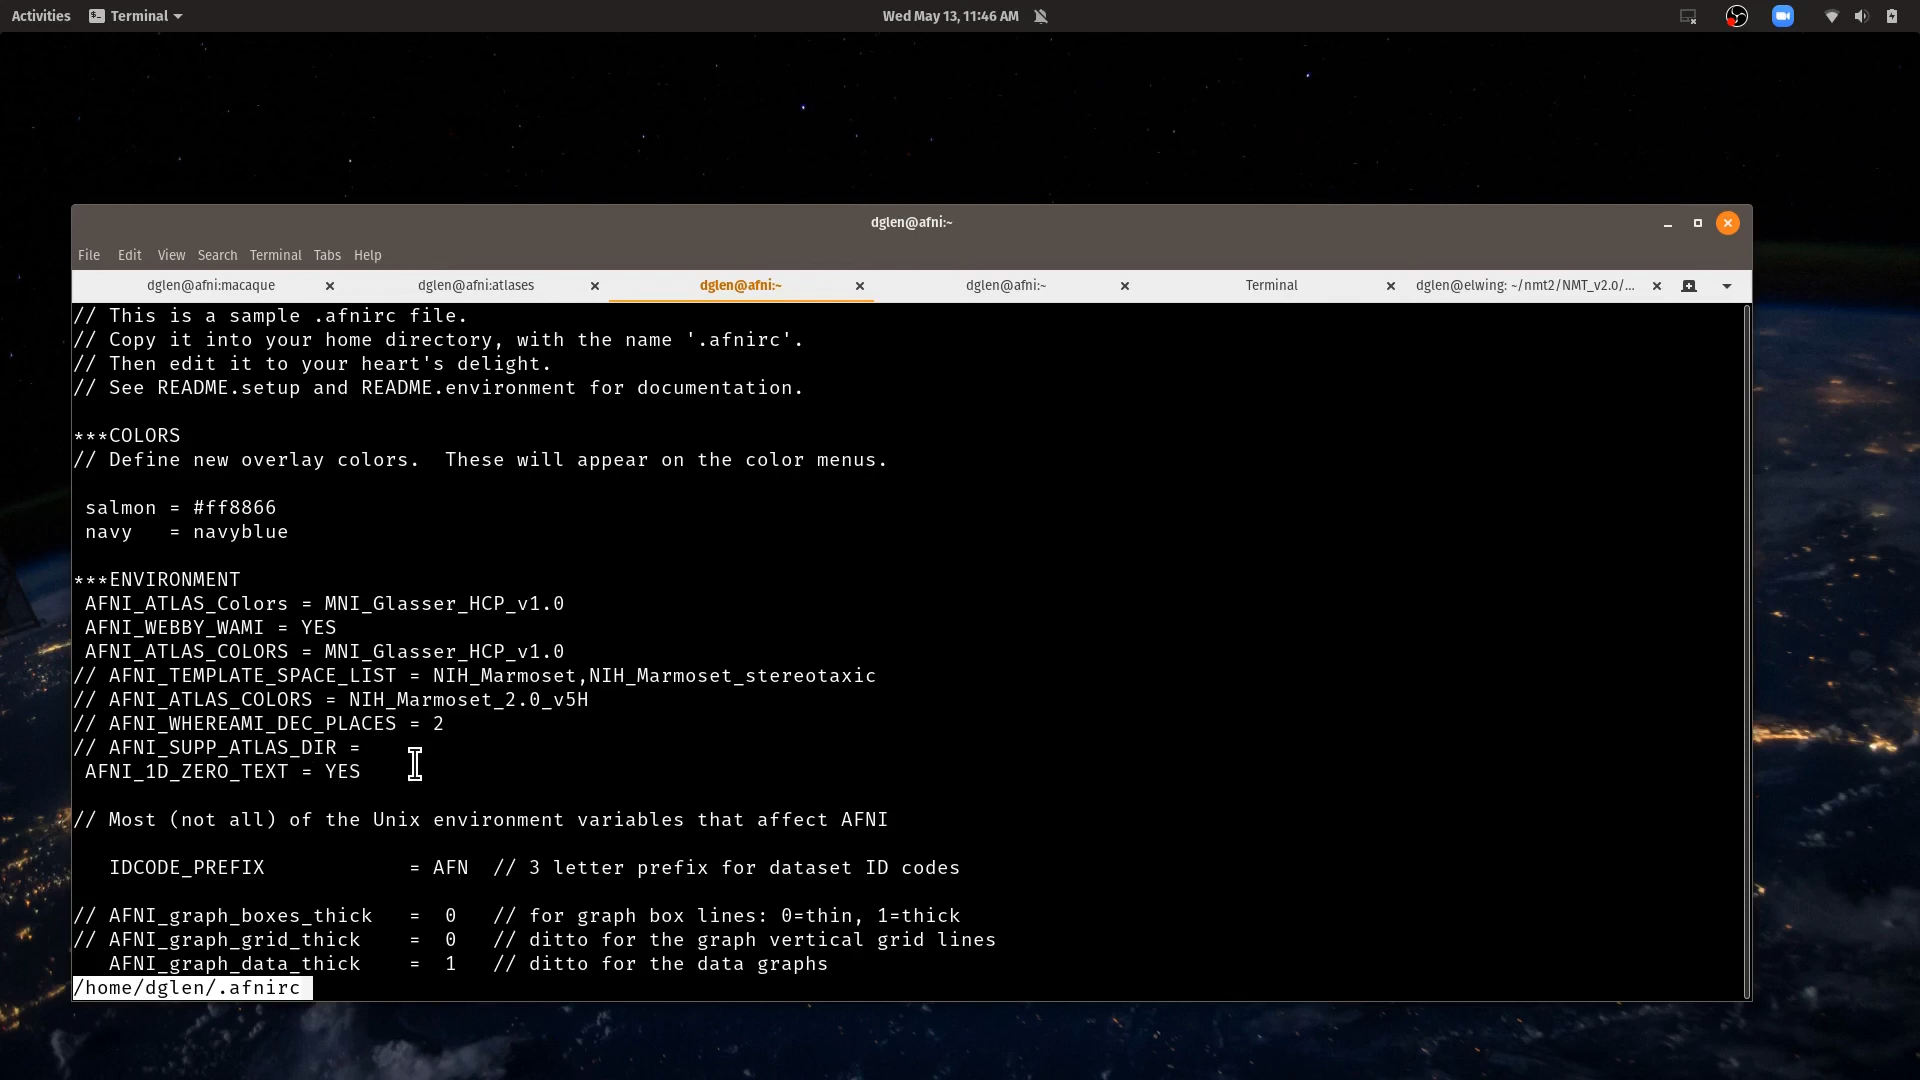 Activities Terminal Wed May 13, 11:46 AM
dglen@afni:~
File Edit View Search Terminal Tabs Help
dglen@afni:macaque dglen@afni:atlases dglen@afni:~ dglen@afni:~ Terminal dglen@elwing: ~/nmt2/NMT_v2.0/...
// This is a sample .afnirc file.
// Copy it into your home directory, with the name '.afnirc'.
// Then edit it to your heart's delight.
// See README.setup and README.environment for documentation.
***COLORS
// Define new overlay colors.  These will appear on the color menus.
salmon = #ff8866
navy   = navyblue
***ENVIRONMENT
AFNI_ATLAS_Colors = MNI_Glasser_HCP_v1.0
AFNI_WEBBY_WAMI = YES
AFNI_ATLAS_COLORS = MNI_Glasser_HCP_v1.0
// AFNI_TEMPLATE_SPACE_LIST = NIH_Marmoset,NIH_Marmoset_stereotaxic
// AFNI_ATLAS_COLORS = NIH_Marmoset_2.0_v5H
// AFNI_WHEREAMI_DEC_PLACES = 2
// AFNI_SUPP_ATLAS_DIR =
AFNI_1D_ZERO_TEXT = YES
// Most (not all) of the Unix environment variables that affect AFNI
IDCODE_PREFIX            = AFN  // 3 letter prefix for dataset ID codes
// AFNI_graph_boxes_thick   =  0   // for graph box lines: 0=thin, 1=thick
// AFNI_graph_grid_thick    =  0   // ditto for the graph vertical grid lines
AFNI_graph_data_thick    =  1   // ditto for the data graphs
/home/dglen/.afnirc